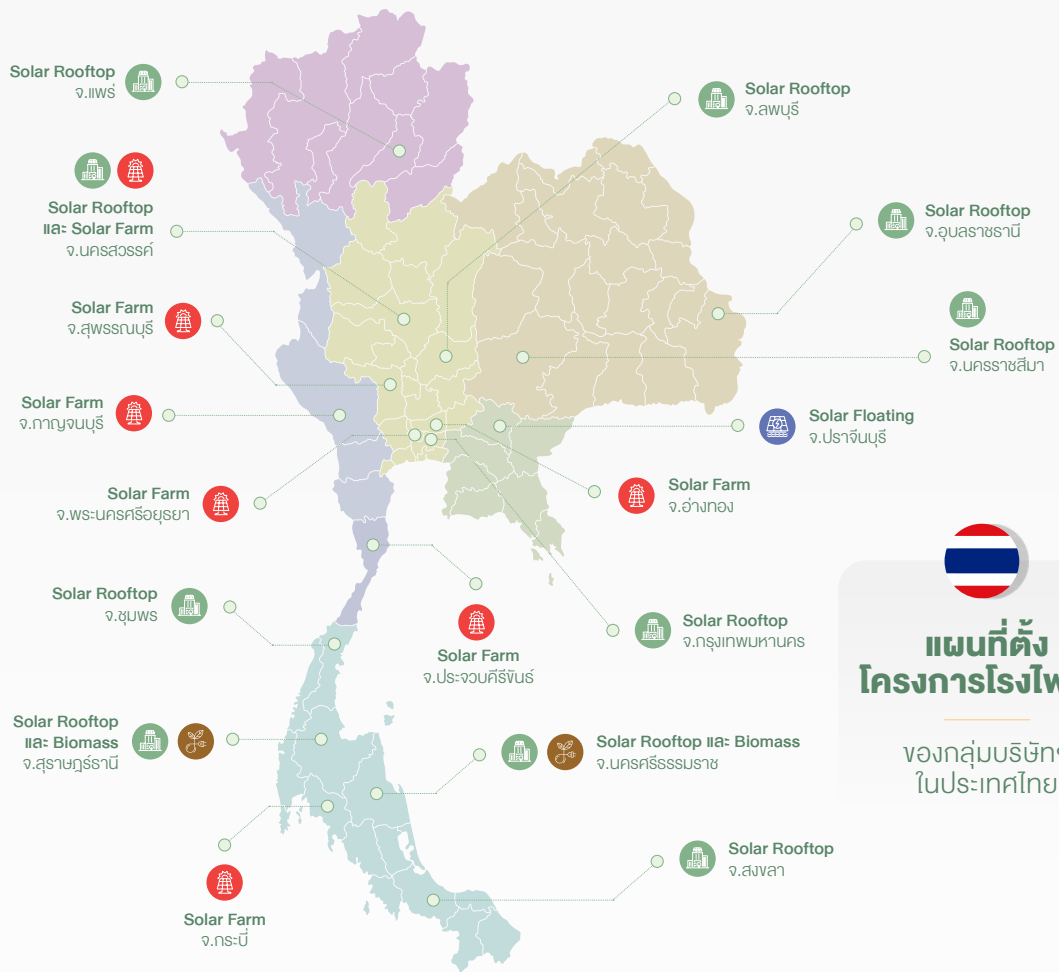 Solar Rooftop
จ.แพร่
Solar Rooftop
จ.ลพบุรี
Solar Rooftop
และ Solar Farm
จ.นครสวรรค์
Solar Rooftop
จ.อุบลราชธานี
Solar Farm
จ.สุพรรณบุรี
Solar Rooftop
จ.นครราชสีมา
Solar Farm
จ.กาญจนบุรี
Solar Floating
จ.ปราจีนบุรี
Solar Farm
จ.พระนครศรีอยุธยา
Solar Farm
จ.อ่างทอง
Solar Rooftop
จ.ชุมพร
Solar Farm
จ.ประจวบคีรีขันธ์
Solar Rooftop
จ.กรุงเทพมหานคร
แผนที่ตั้ง
ของกลุ่มบริษัทฯ
ในประเทศไทย
Solar Rooftop
และ Biomass
จ.สุราษฎร์ธานี
Solar Rooftop และ Biomass
จ.นครศรีธรรมราช
Solar Rooftop
จ.สงขลา
Solar Farm
จ.กระบี่